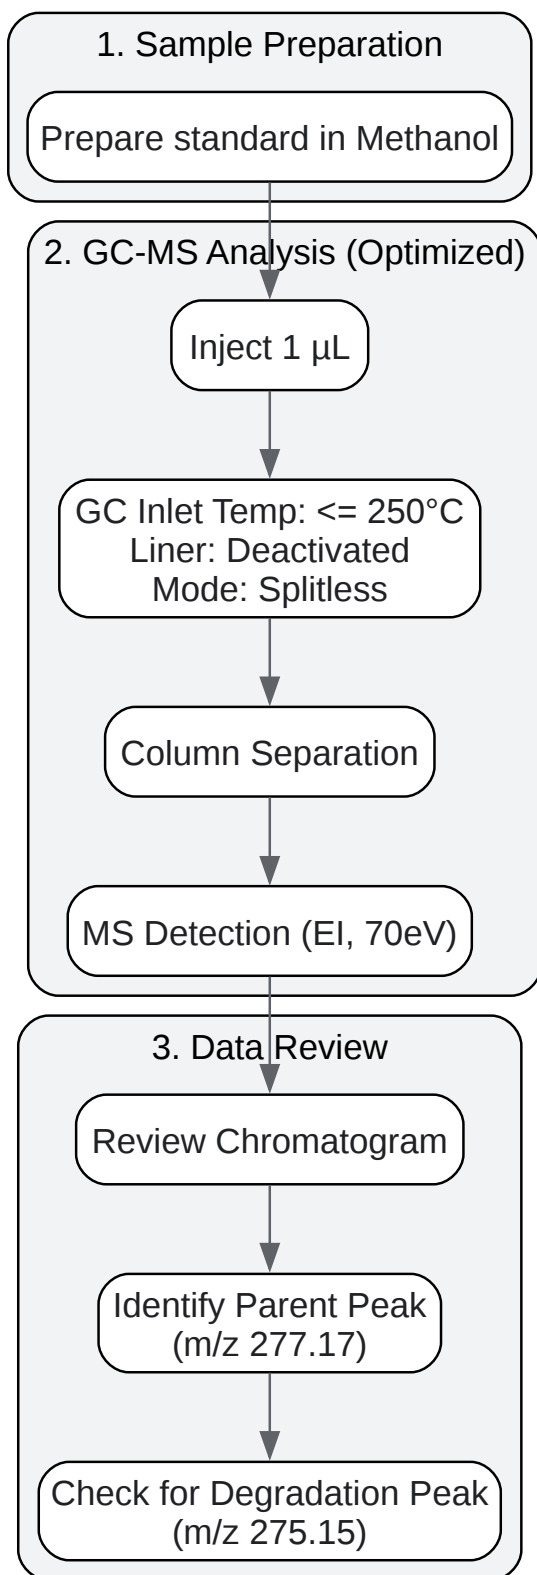 1. Sample Preparation
Prepare standard in Methanol
2. GC-MS Analysis (Optimized)
Inject 1 µL
GC Inlet Temp: <= 250°C
Liner: Deactivated
Mode: Splitless
Column Separation
MS Detection (EI, 70eV)
3. Data Review
Review Chromatogram
Identify Parent Peak
(m/z 277.17)
Check for Degradation Peak
(m/z 275.15)